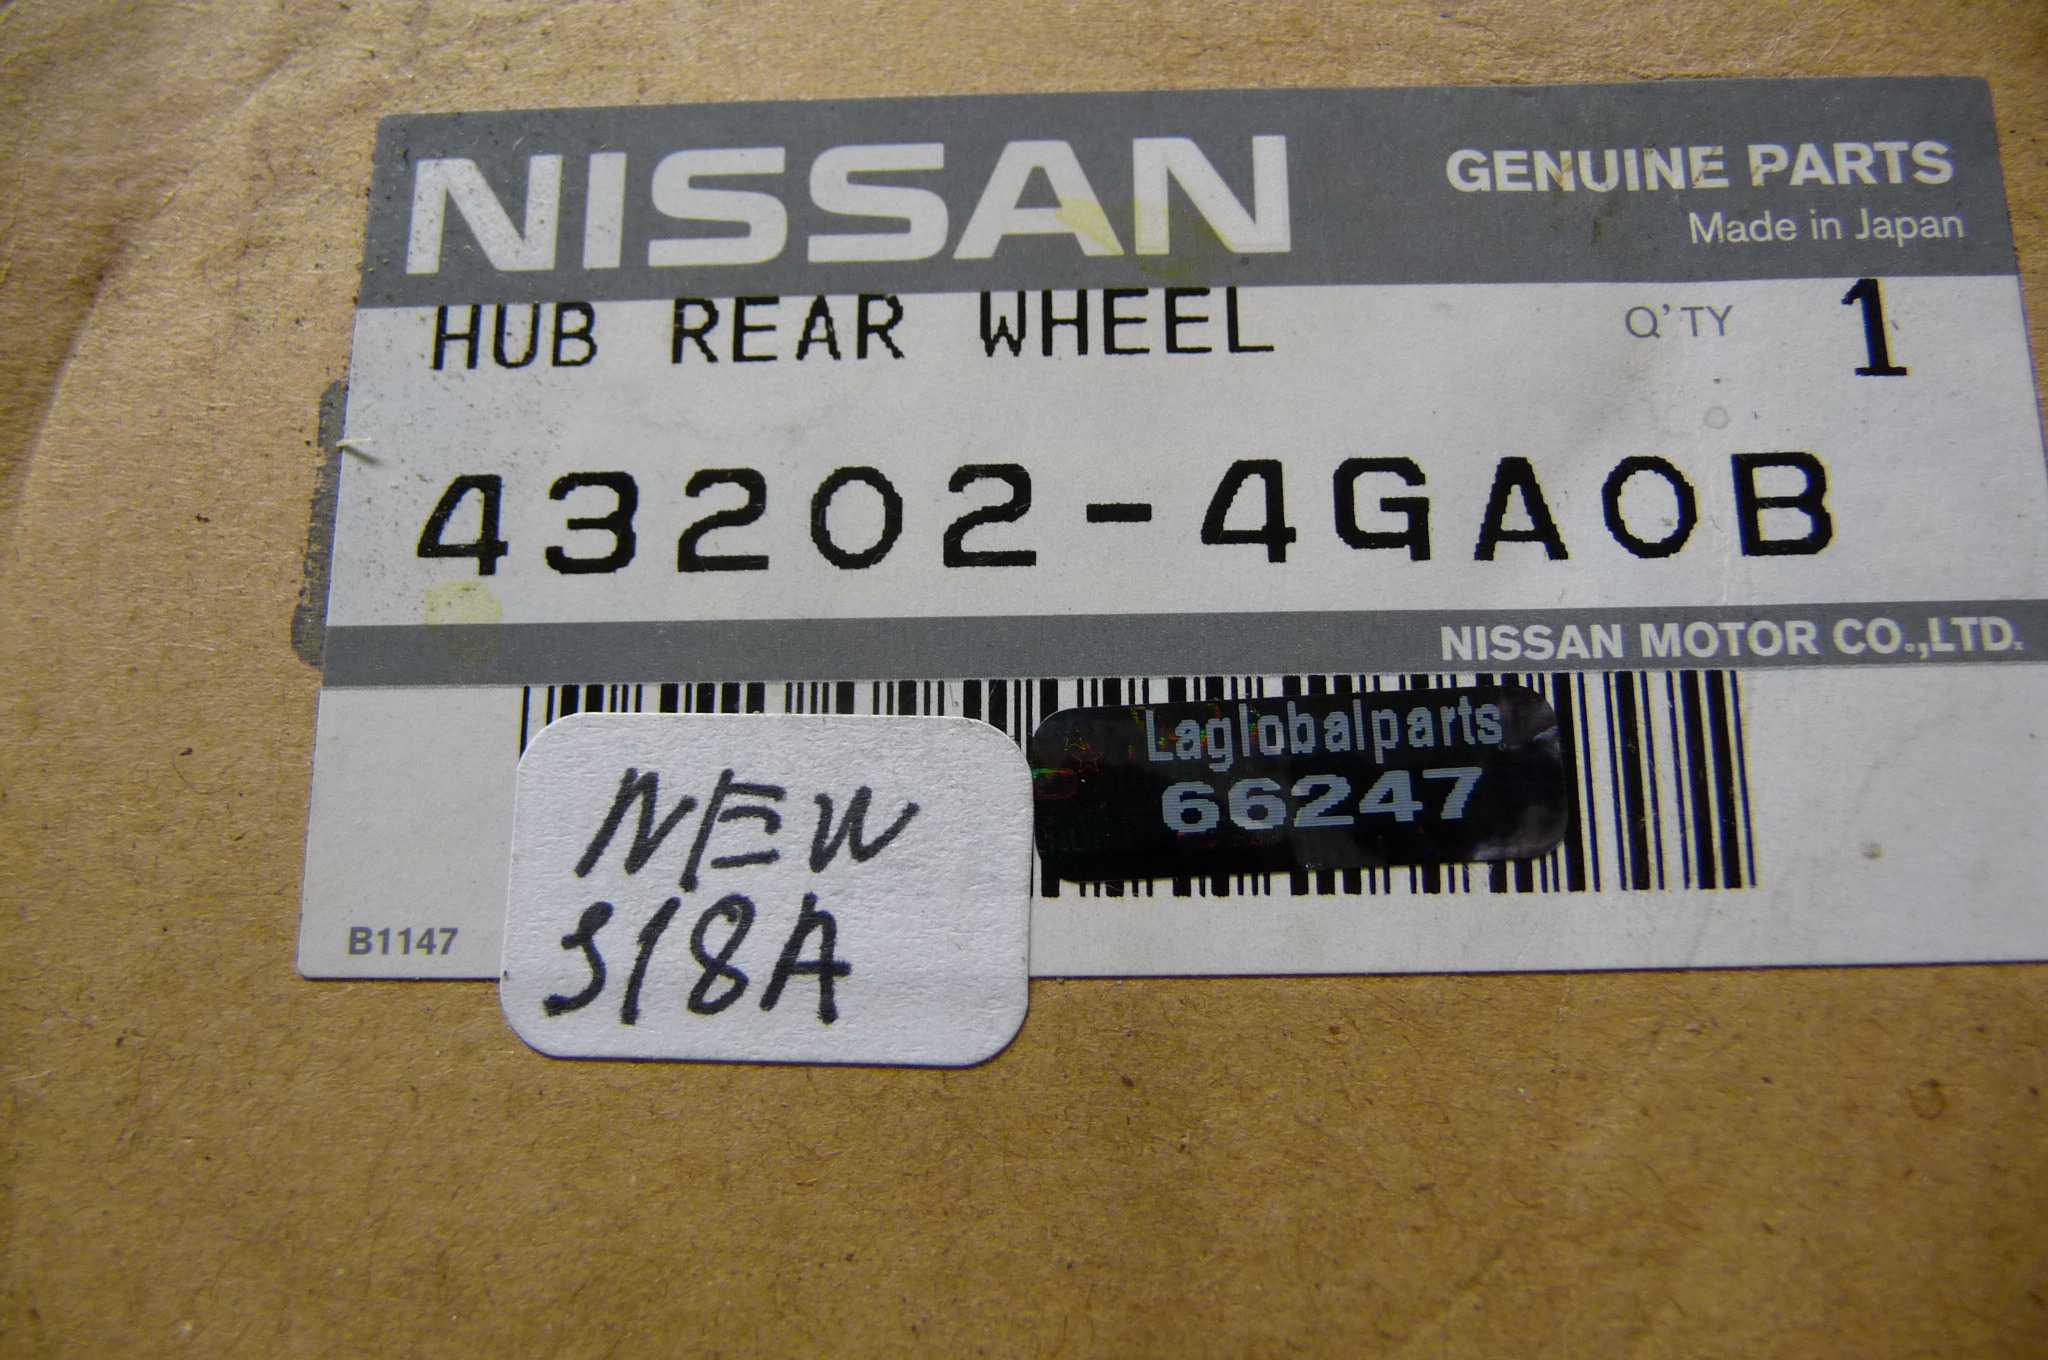 NISSAN
GENUINE PARTS
Made in Japan
HUB REAR WHEEL
Q'TY 1
43202-4GA0B
NISSAN MOTOR CO.,LTD.
Laglobalparts
66247
NEW
318A
B1147